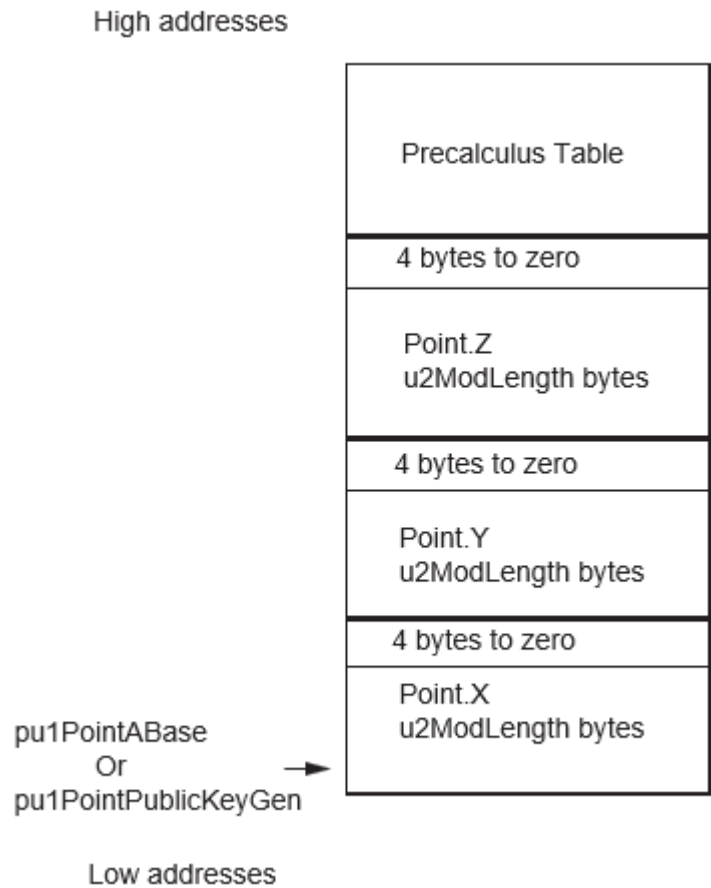 High addresses
Precalculus Table
4 bytes to zero
Point.Z
u2ModLength bytes
4 bytes to zero
Point.Y
u2ModLength bytes
4 bytes to zero
Point.X
u2ModLength bytes
pu1PointABase
Or
pu1PointPublicKeyGen
Low addresses